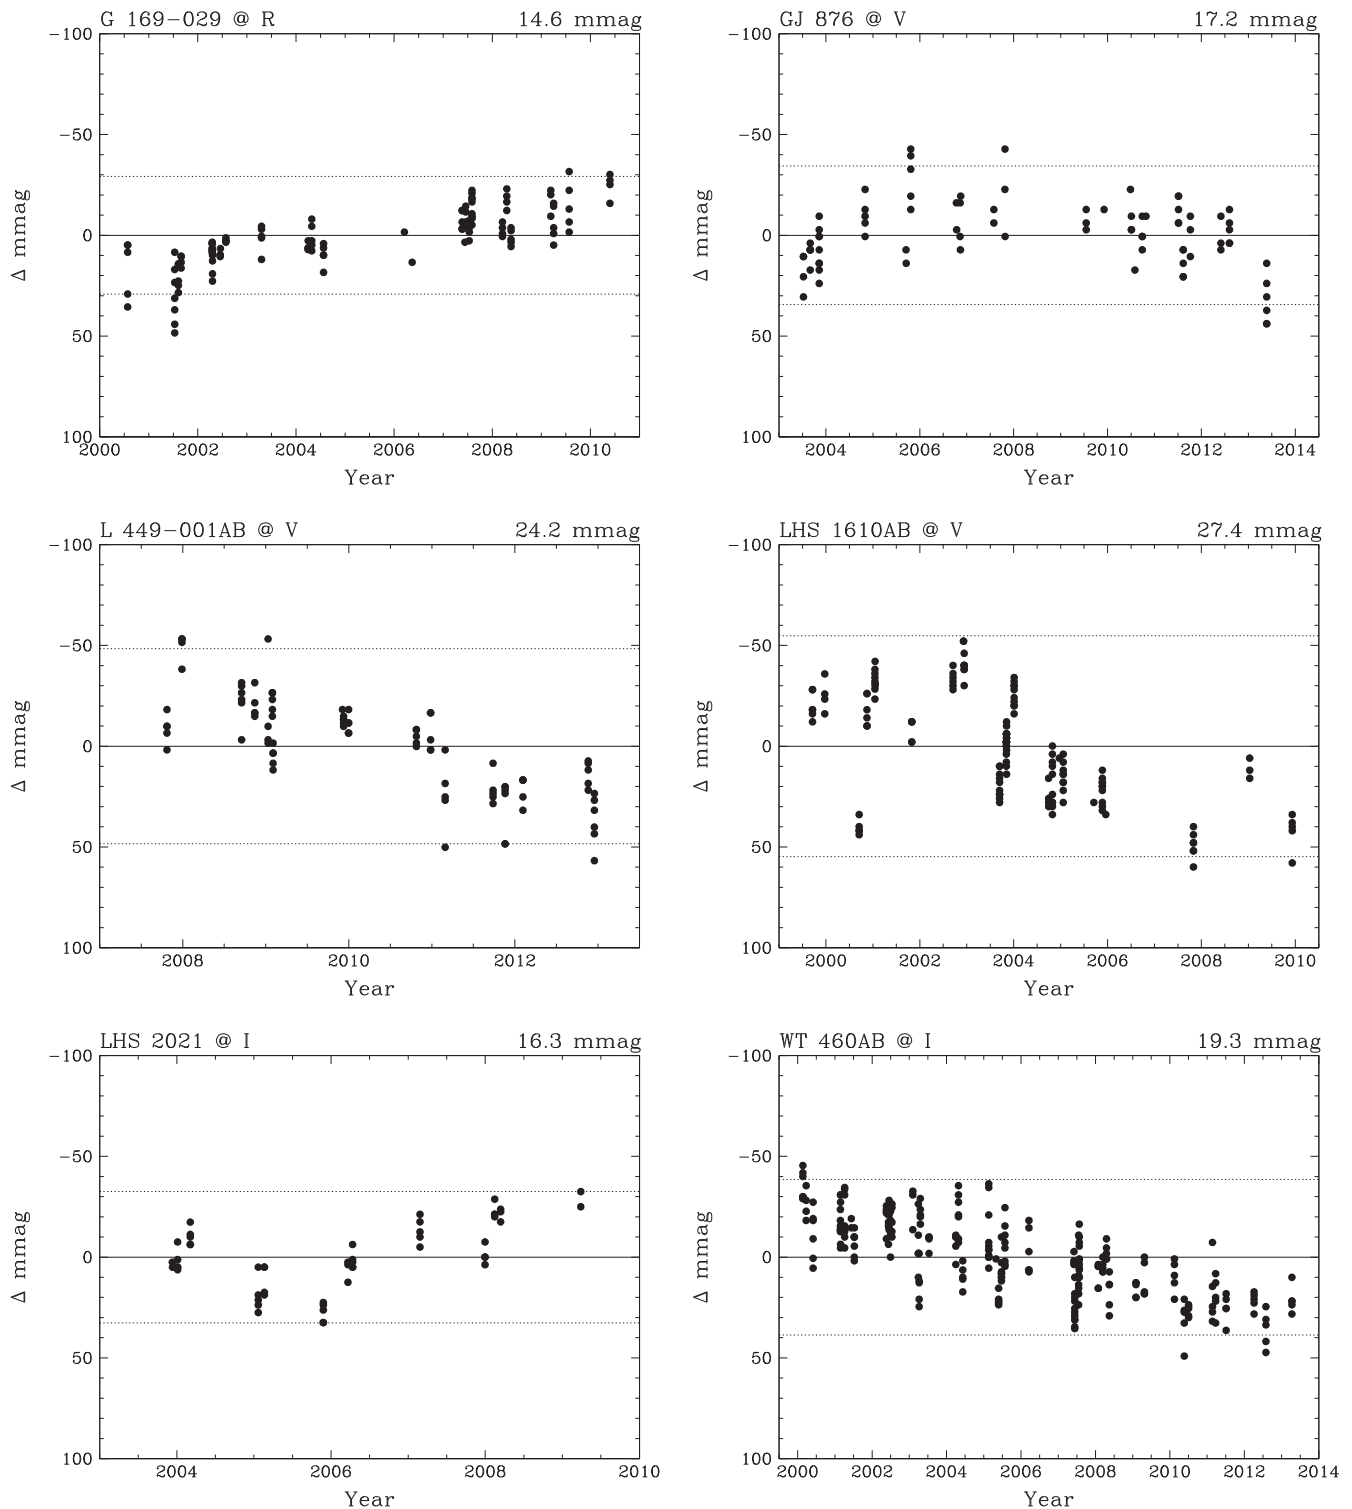 G 169-029 @ R 14.6 mmag
-100
-50
0
50
100
Δ mmag
2000 2002 2004 2006 2008 2010
Year
GJ 876 @ V 17.2 mmag
-100
-50
0
50
100
Δ mmag
2004 2006 2008 2010 2012 2014
Year
L 449-001AB @ V 24.2 mmag
-100
-50
0
50
100
Δ mmag
2008 2010 2012
Year
LHS 1610AB @ V 27.4 mmag
-100
-50
0
50
100
Δ mmag
2000 2002 2004 2006 2008 2010
Year
LHS 2021 @ I 16.3 mmag
-100
-50
0
50
100
Δ mmag
2004 2006 2008 2010
Year
WT 460AB @ I 19.3 mmag
-100
-50
0
50
100
Δ mmag
2000 2002 2004 2006 2008 2010 2012 2014
Year